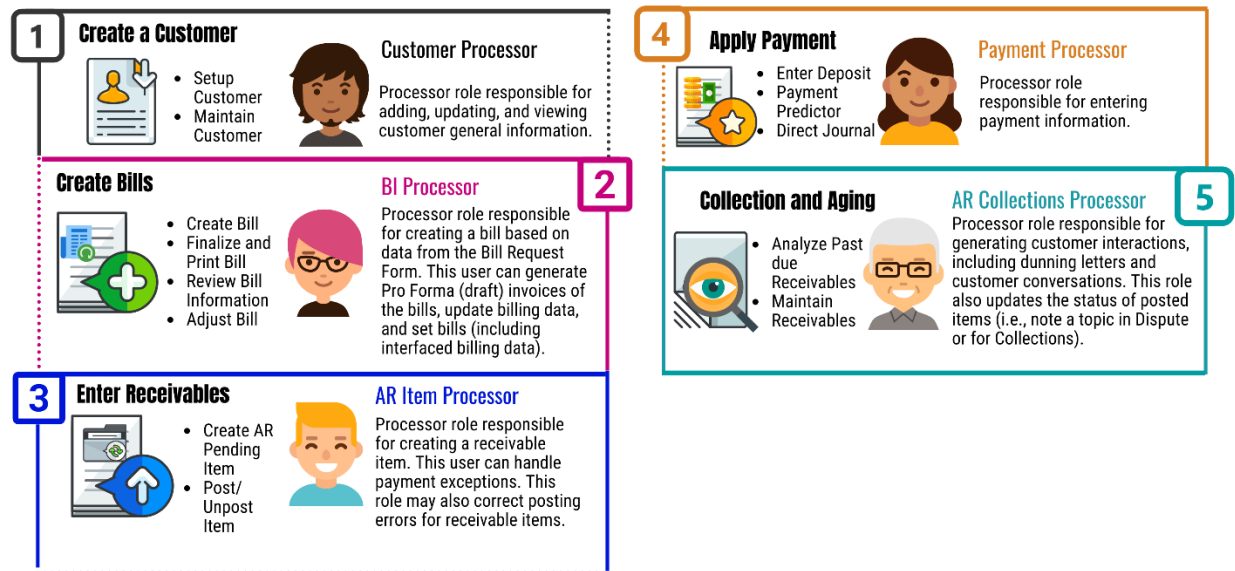 1
Create a Customer
• Setup
Customer
• Maintain
Customer
Customer Processor
Processor role responsible for
adding, updating, and viewing
customer general information.
2
Create Bills
• Create Bill
• Finalize and
Print Bill
• Review Bill
Information
• Adjust Bill
BI Processor
Processor role responsible
for creating a bill based on
data from the Bill Request
Form. This user can generate
Pro Forma (draft) invoices of
the bills, update billing data,
and set bills (including
interfaced billing data).
3
Enter Receivables
• Create AR
Pending
Item
• Post/
Unpost
Item
AR Item Processor
Processor role responsible
for creating a receivable
item. This user can handle
payment exceptions. This
role may also correct posting
errors for receivable items.
4
Apply Payment
• Enter Deposit
• Payment
Predictor
• Direct Journal
Payment Processor
Processor role
responsible for entering
payment information.
5
Collection and Aging
• Analyze Past
due
Receivables
• Maintain
Receivables
AR Collections Processor
Processor role responsible for
generating customer interactions,
including dunning letters and
customer conversations. This role
also updates the status of posted
items (i.e., note a topic in Dispute
or for Collections).